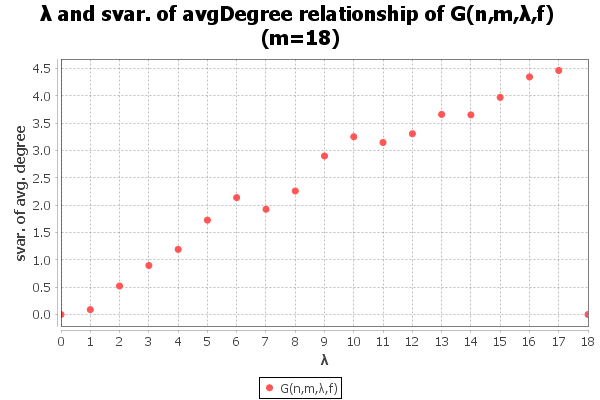 λ and svar. of avgDegree relationship of G(n,m,λ,f)
(m=18)
svar. of avg. degree
4.5
4.0
3.5
3.0
2.5
2.0
1.5
1.0
0.5
0.0
0 1 2 3 4 5 6 7 8 9 10 11 12 13 14 15 16 17 18
λ
G(n,m,λ,f)